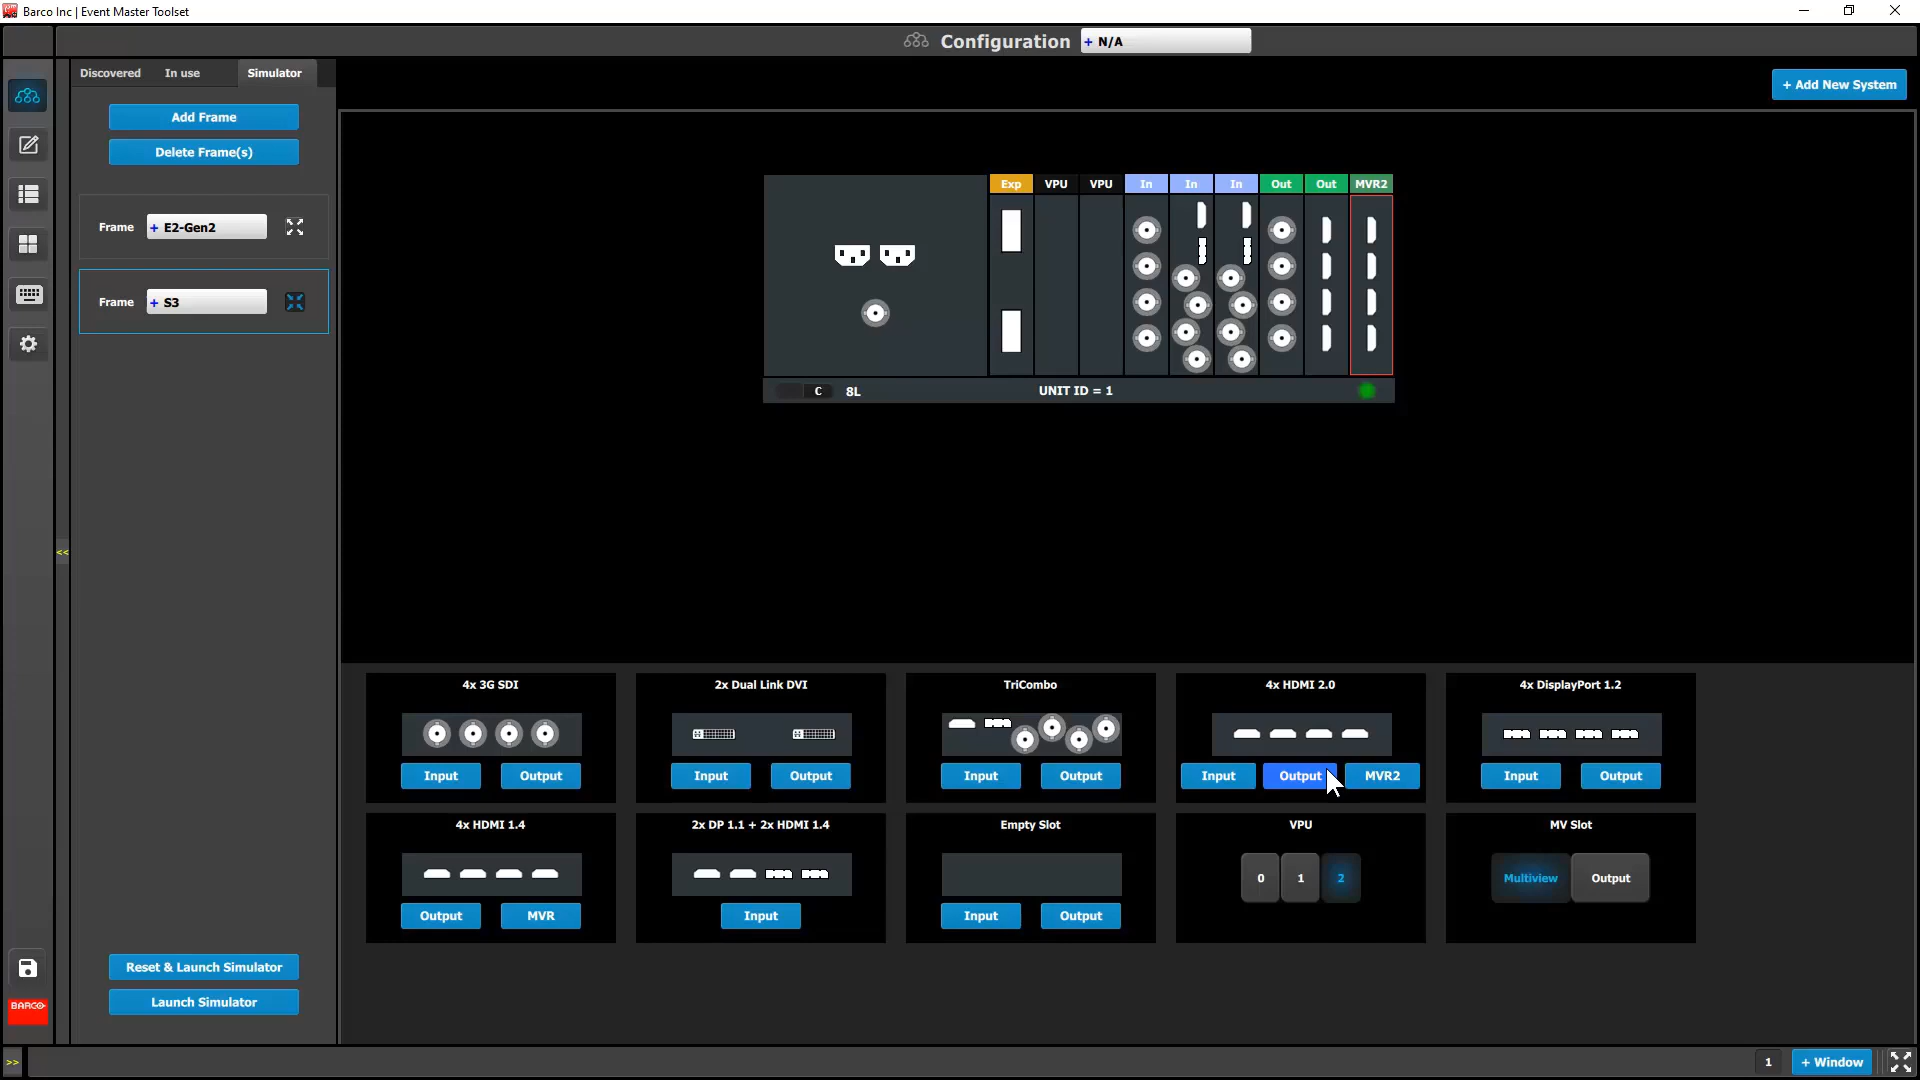 Barco Inc | Event Master Toolset
Configuration + N/A
Discovered In use Simulator
+ Add New System
Add Frame
Delete Frame(s)
Frame + E2-Gen2
Frame + S3
Exp VPU VPU In In In Out Out MVR2
C 8L UNIT ID = 1
<<
4x 3G SDI
Input Output
2x Dual Link DVI
Input Output
TriCombo
Input Output
4x HDMI 2.0
Input Output MVR2
4x DisplayPort 1.2
Input Output
4x HDMI 1.4
Output MVR
2x DP 1.1 + 2x HDMI 1.4
Input
Empty Slot
Input Output
VPU
0 1 2
MV Slot
Multiview Output
Reset & Launch Simulator
Launch Simulator
BARCO
>>
1 + Window